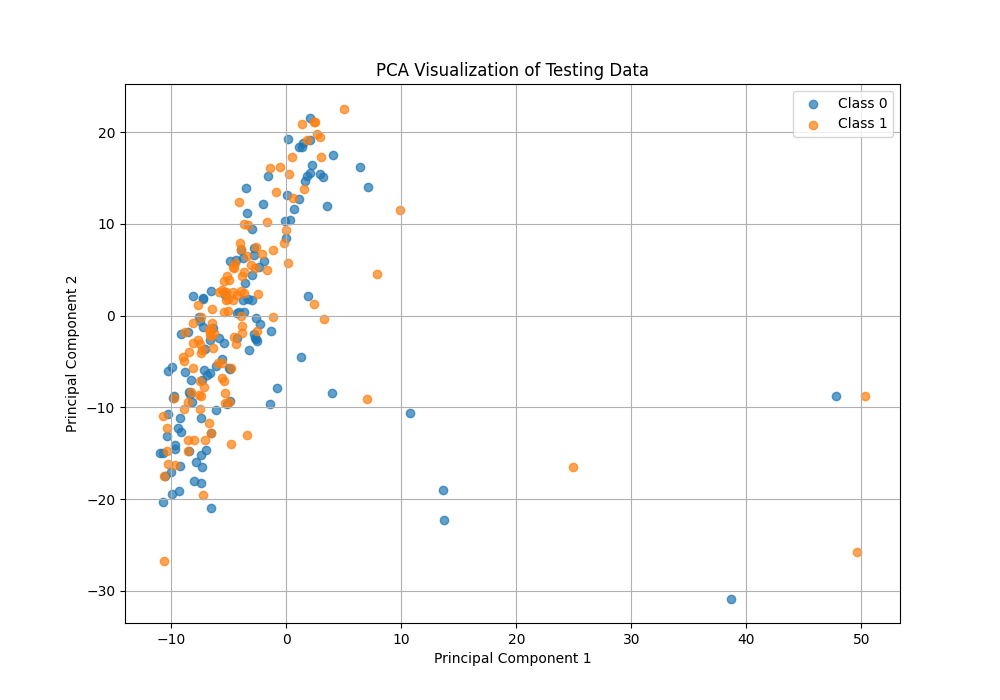 PCA Visualization of Testing Data
Class 0
Class 1
Principal Component 2
20
10
0
−10
−20
−30
−10
0
10
20
30
40
50
Principal Component 1